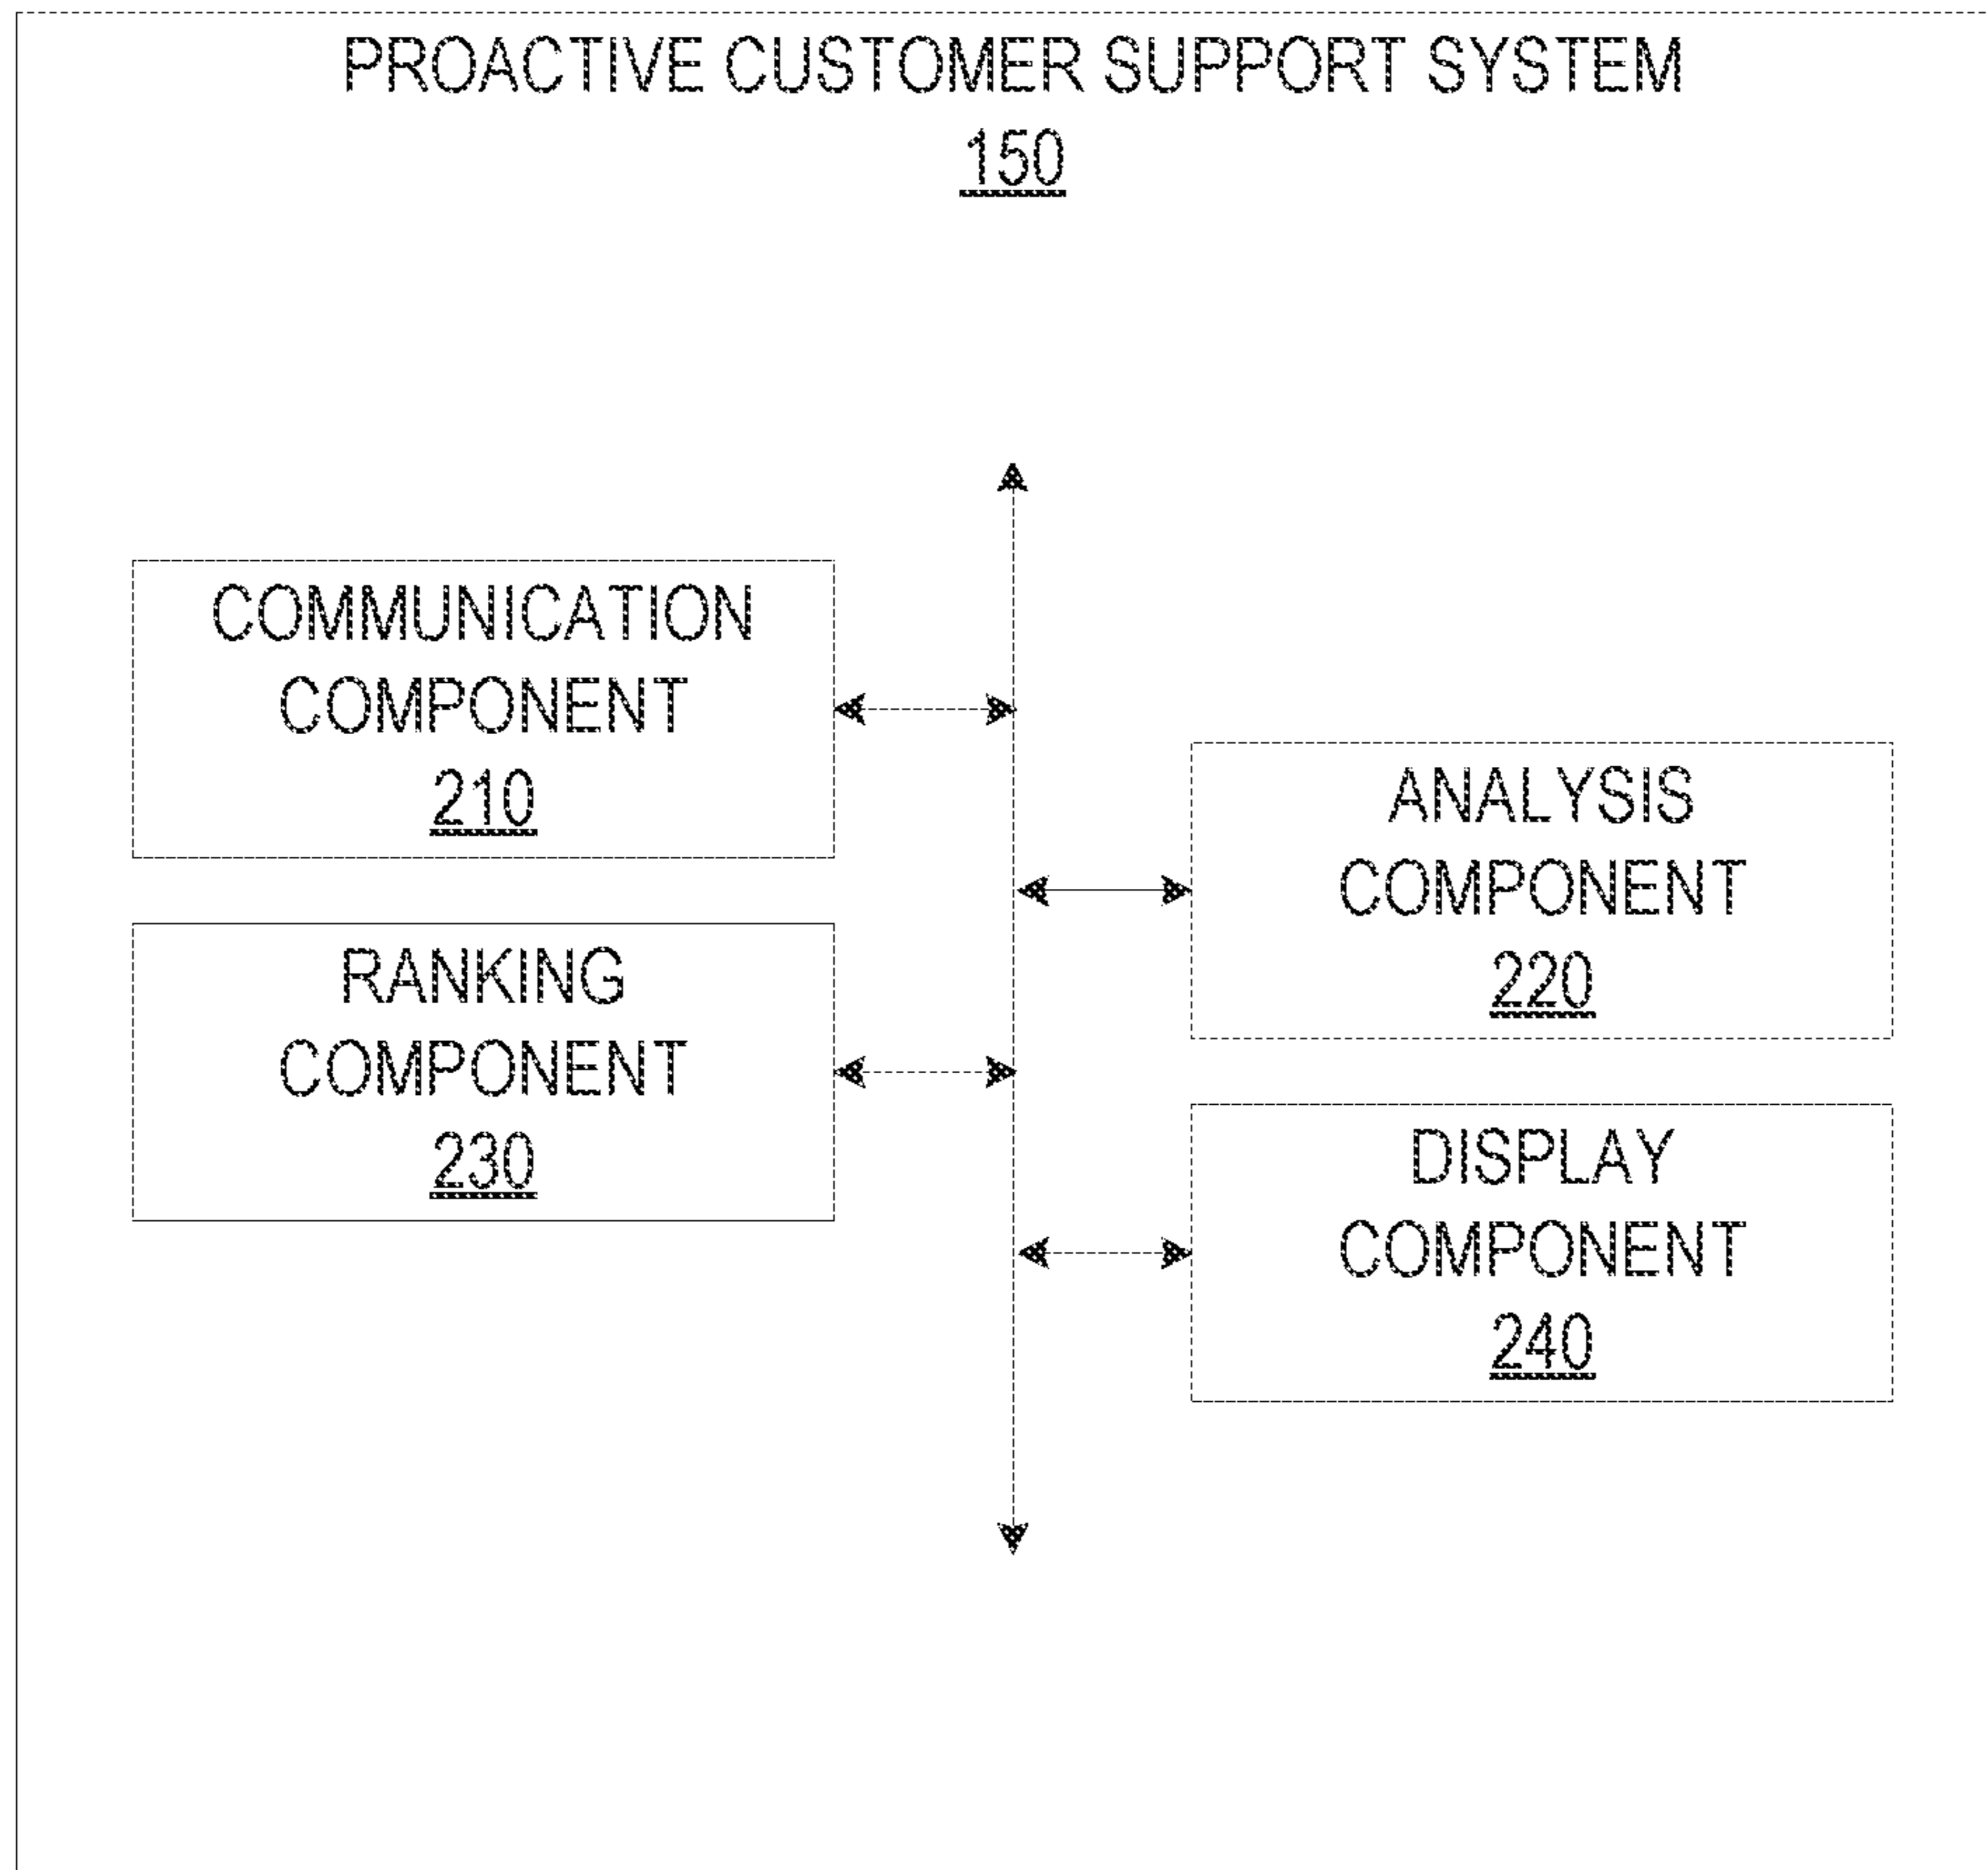 PROACTIVE CUSTOMER SUPPORT SYSTEM
150
COMMUNICATION
COMPONENT
210
ANALYSIS
COMPONENT
220
RANKING
COMPONENT
230
DISPLAY
COMPONENT
240